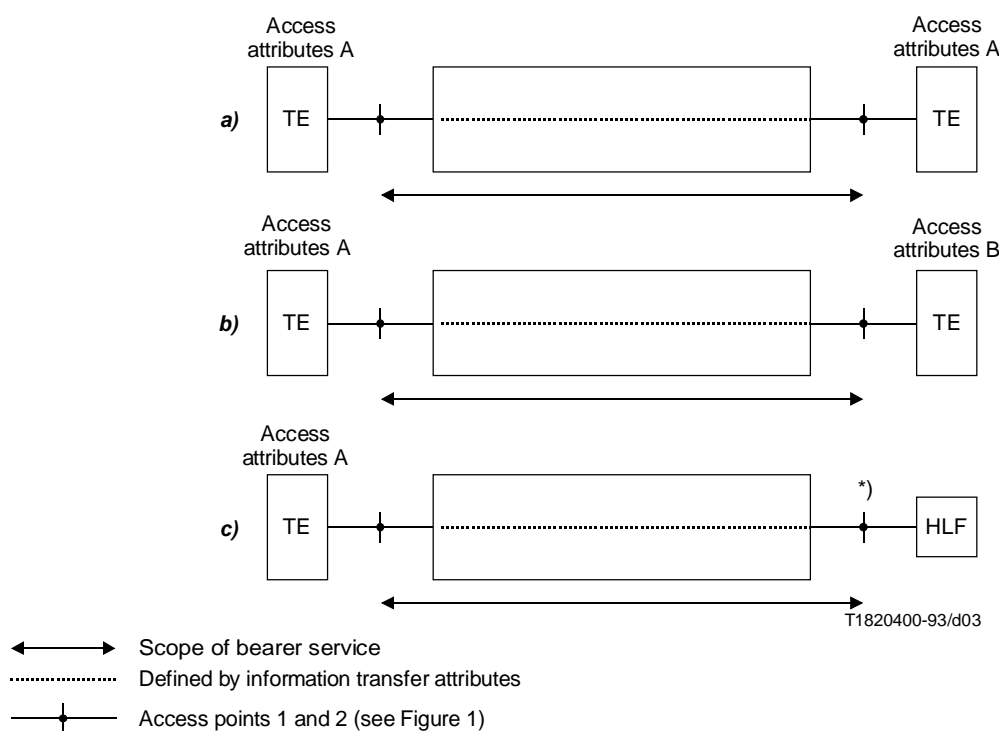 Access
attributes A
Access
attributes A
a)
TE
TE
Access
attributes A
Access
attributes B
b)
TE
TE
Access
attributes A
*)
c)
TE
HLF
T1820400-93/d03
Scope of bearer service
Defined by information transfer attributes
Access points 1 and 2 (see Figure 1)